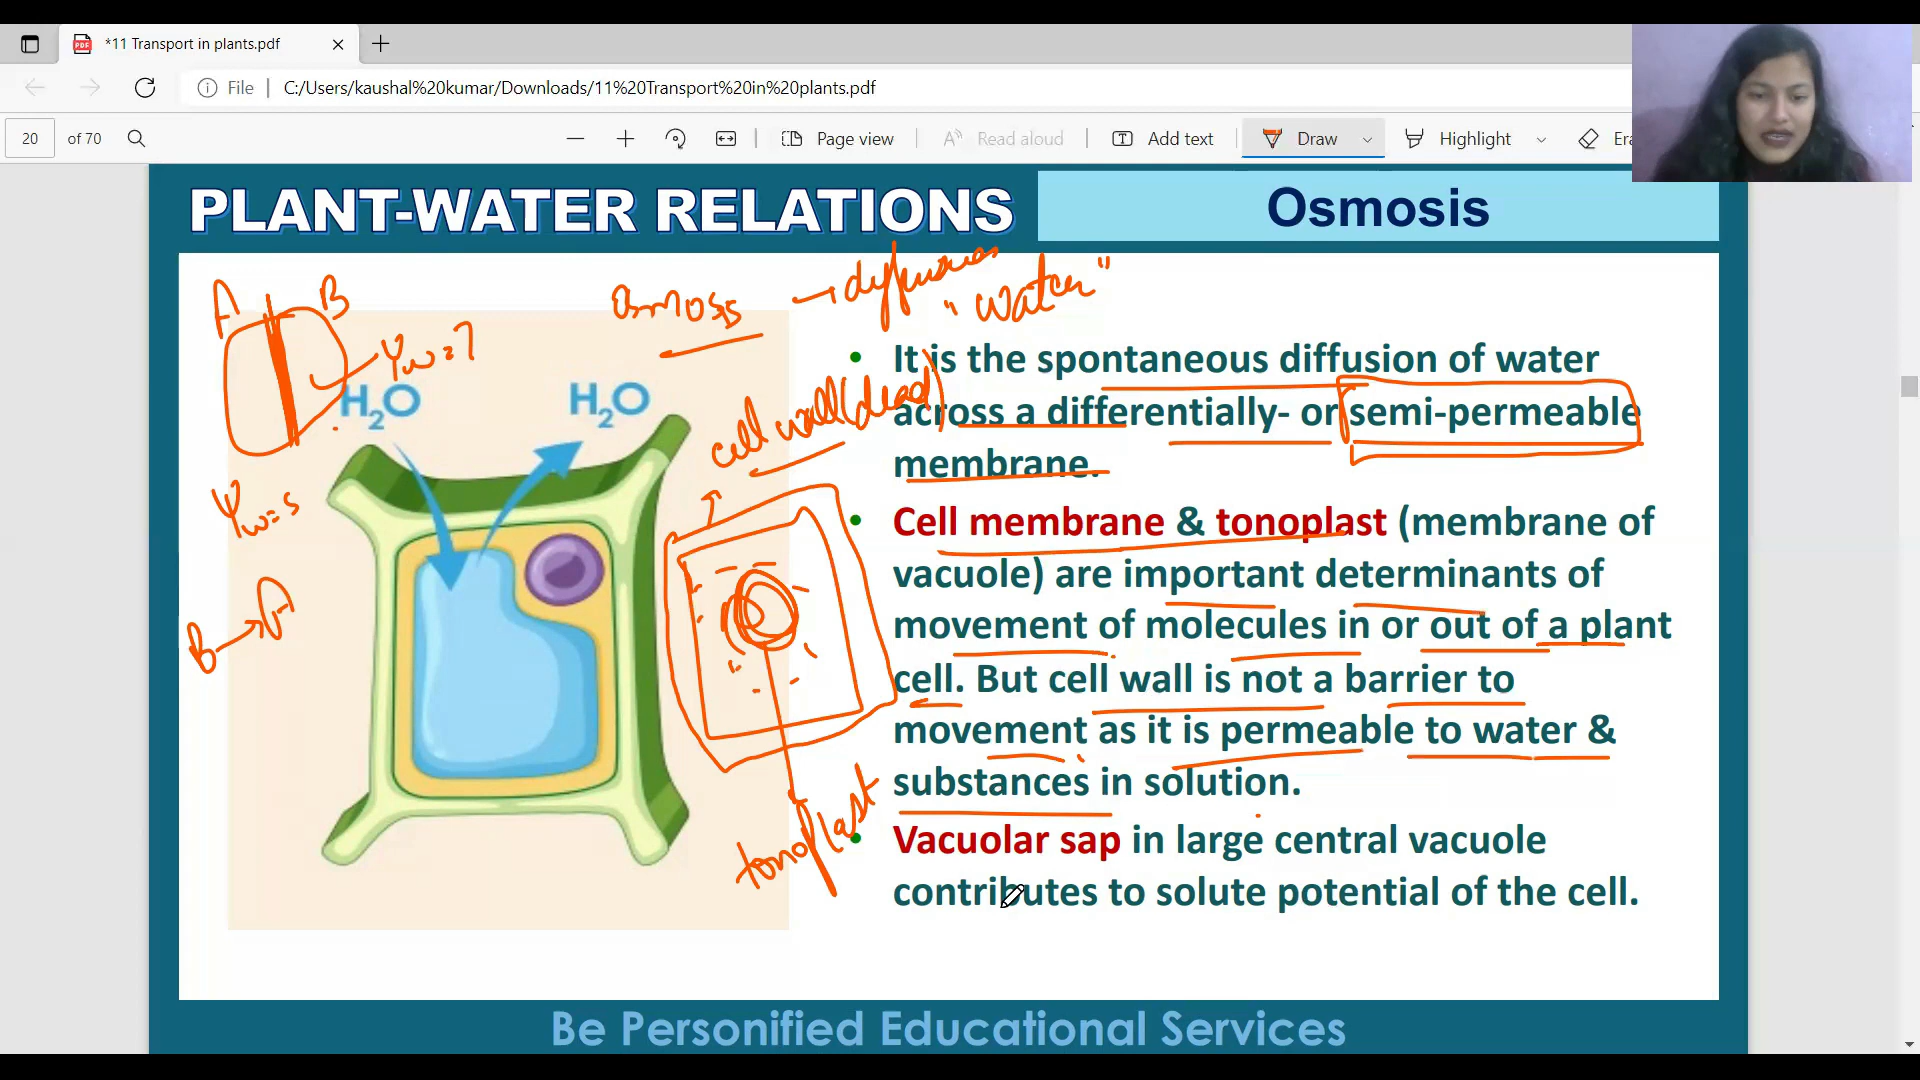 *11 Transport in plants.pdf
File | C:/Users/kaushal%20kumar/Downloads/11%20Transport%20in%20plants.pdf
20 of 70
Page view
Read aloud
Add text
Draw
Highlight
Era
PLANT-WATER RELATIONS
Osmosis
A B
Ψw=7
H2O
H2O
Ψw=5
B → A
"water"
cell wall (dead)
tonoplast
• It is the spontaneous diffusion of water
across a differentially- or semi-permeable
membrane.
• Cell membrane & tonoplast (membrane of
vacuole) are important determinants of
movement of molecules in or out of a plant
cell. But cell wall is not a barrier to
movement as it is permeable to water &
substances in solution.
• Vacuolar sap in large central vacuole
contributes to solute potential of the cell.
Be Personified Educational Services